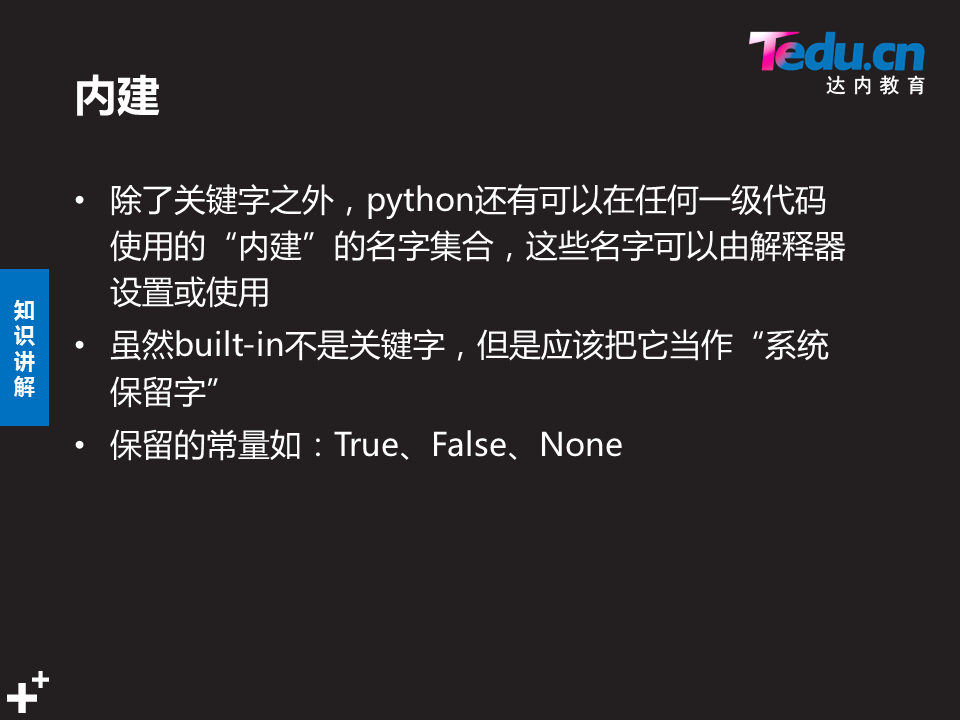 Tedu.cn
达内教育
内建
• 除了关键字之外，python还有可以在任何一级代码
使用的“内建”的名字集合，这些名字可以由解释器
设置或使用
• 虽然built-in不是关键字，但是应该把它当作“系统
保留字”
• 保留的常量如：True、False、None
知
识
讲
解